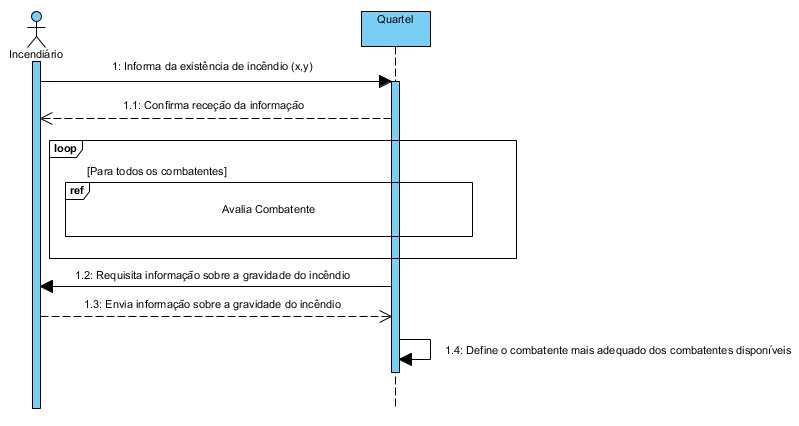 Quartel
Incendiário
1: Informa da existência de incêndio (x,y)
1.1: Confirma receção da informação
loop
[Para todos os combatentes]
ref
Avalia Combatente
1.2: Requisita informação sobre a gravidade do incêndio
1.3: Envia informação sobre a gravidade do incêndio
1.4: Define o combatente mais adequado dos combatentes disponíveis